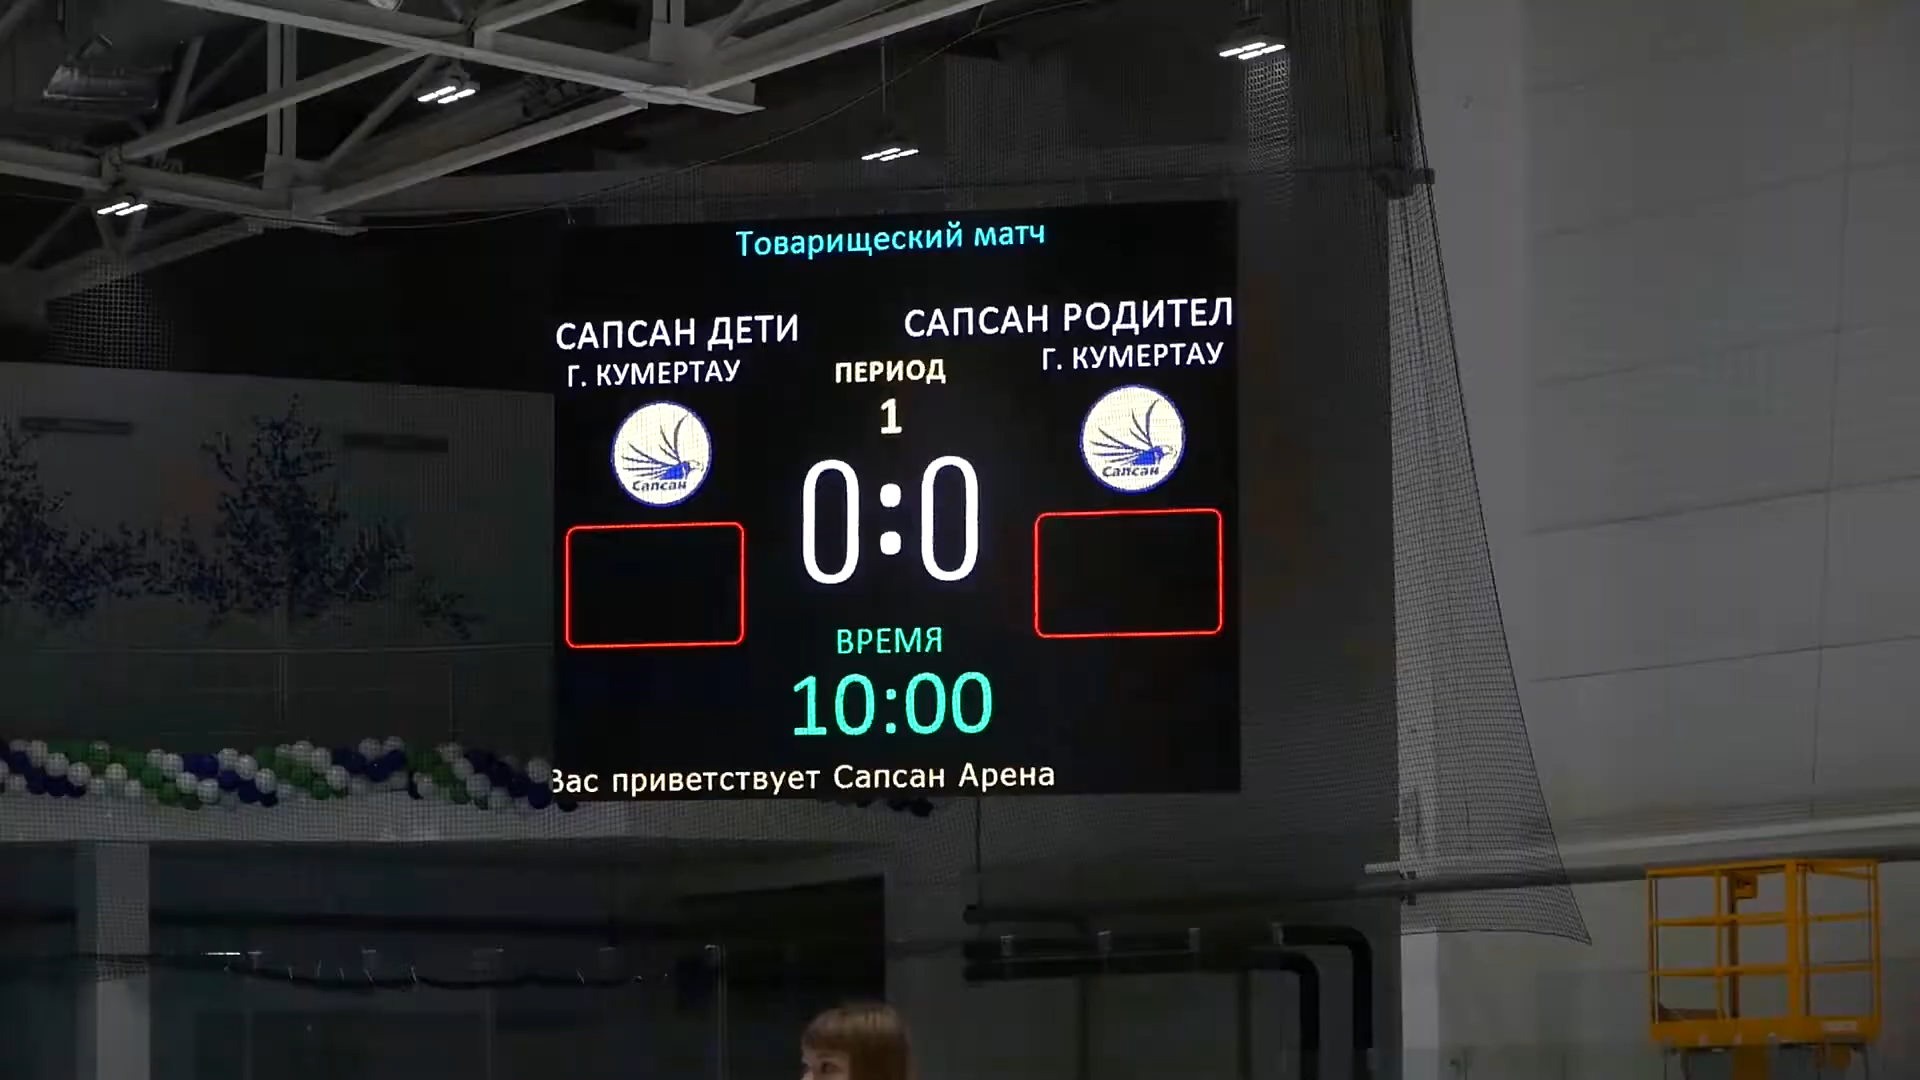 Товарищеский матч
САПСАН ДЕТИ
Г. КУМЕРТАУ
САПСАН РОДИТЕЛ
Г. КУМЕРТАУ
ПЕРИОД
1
Сапсан
Сапсан
0:0
ВРЕМЯ
10:00
Вас приветствует Сапсан Арена